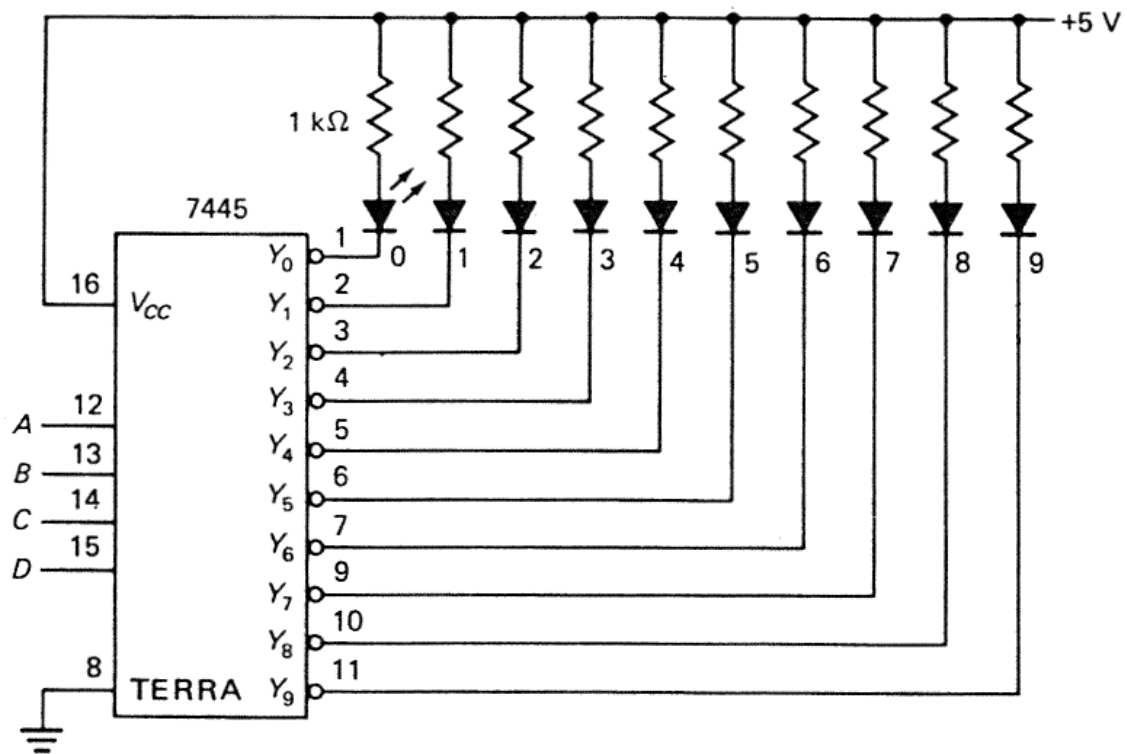 +5 V
1 kΩ
7445
Y0 1 0 1 2 3 4 5 6 7 8 9
16 VCC Y1 2
Y2 3
A 12 Y3 4
B 13 Y4 5
C 14 Y5 6
D 15 Y6 7
Y7 9
Y8 10
8 TERRA Y9 11